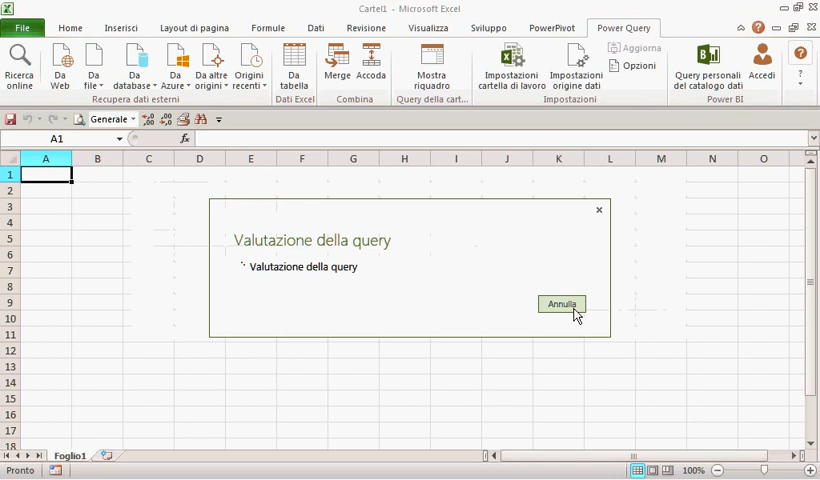 Cartel1 - Microsoft Excel
File Home Inserisci Layout di pagina Formule Dati Revisione Visualizza Sviluppo PowerPivot Power Query
Ricerca online
Da Web
Da file
Da database
Da Azure
Da altre origini
Origini recenti
Recupera dati esterni
Da tabella
Dati Excel
Merge
Accoda
Combina
Mostra riquadro
Query della cart...
Impostazioni cartella di lavoro
Impostazioni origine dati
Aggiorna
Opzioni
Impostazioni
Query personali del catalogo dati
Accedi
Power BI
?
Generale
A1
fx
A B C D E F G H I J K L M N O
1
2
3
4
5
6
7
8
9
10
11
12
13
14
15
16
17
18
Valutazione della query
Valutazione della query
Annulla
Foglio1
Pronto
100%